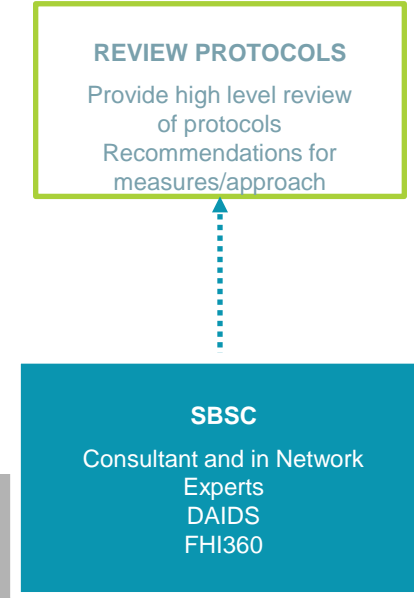 REVIEW PROTOCOLS
Provide high level review
of protocols
Recommendations for
measures/approach
SBSC
Consultant and in Network
Experts
DAIDS
FHI360